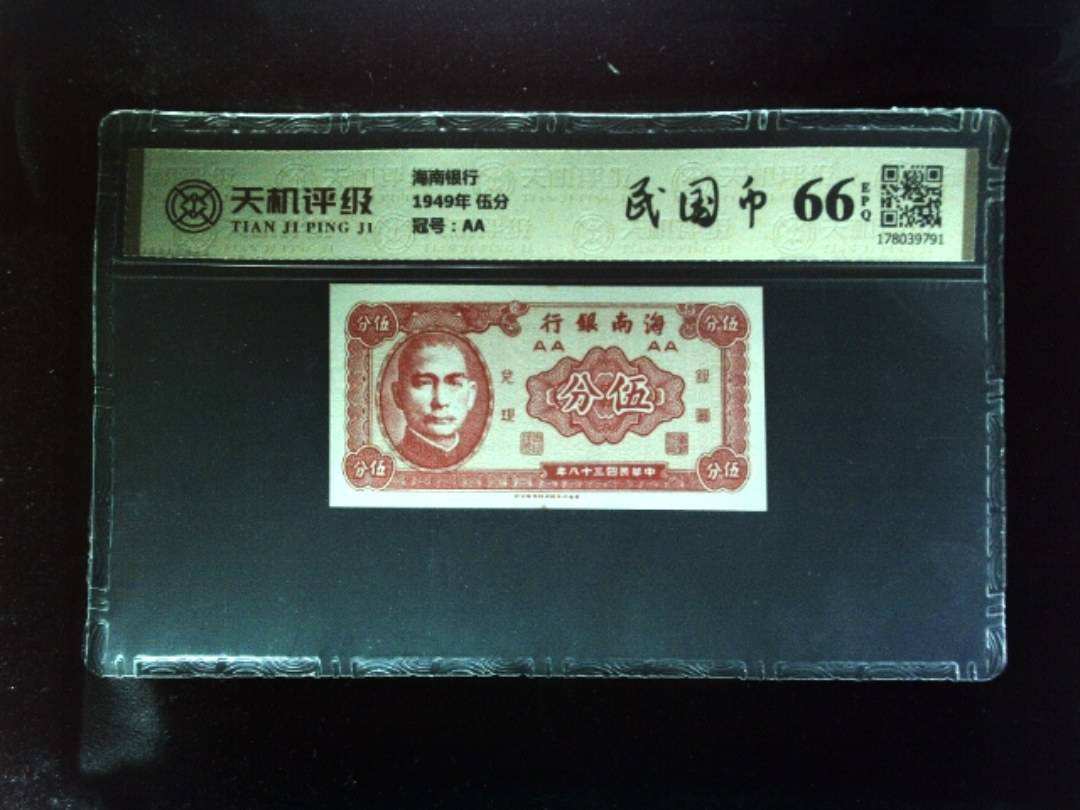 天机评级
TIAN JI PING JI
海南银行
1949年 伍分
冠号：AA
民国币
66
EPQ
178039791
分伍
行銀南海
分伍
AA
AA
兌現
分伍
銀圓
分伍
年八十三國民華中
分伍